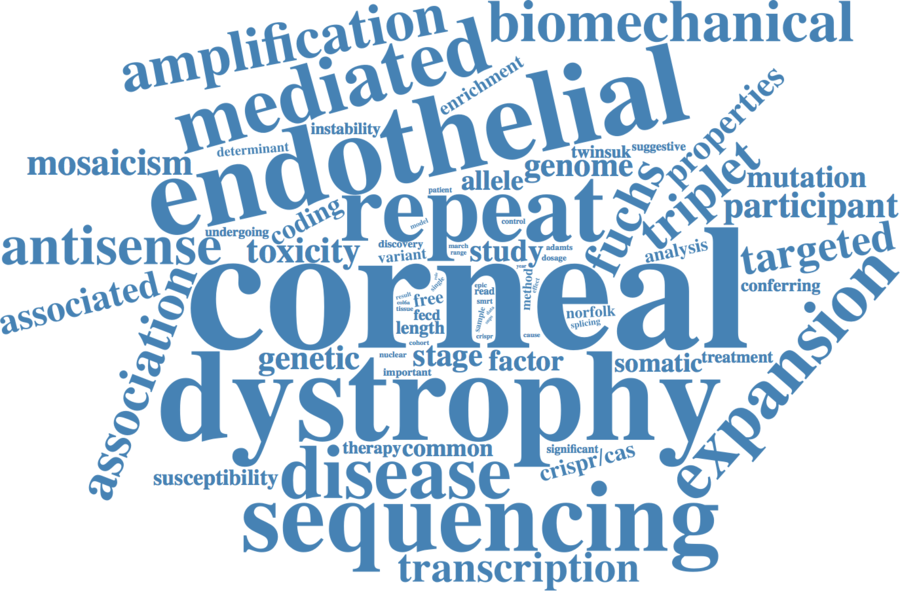 biomechanical
amplification
mediated
enrichment
endothelial
instability
determinant
mosaicism
twinsuk
suggestive
properties
genome
allele
patient
repeat
fuchs
triplet
mutation
participant
coding
undergoing
model
control
antisense
toxicity
discovery
variant
march
range
study
adamts
dosage
analysis
targeted
conferring
associated
association
corneal
single
epic
read
smrt
method
effect
result
free
tissue
fecd
length
sample
crispr
cause
cohort
norfolk
splicing
genetic
nuclear
important
stage
factor
somatic
treatment
expansion
dystrophy
therapy
common
significant
crispr/cas
susceptibility
disease
sequencing
transcription